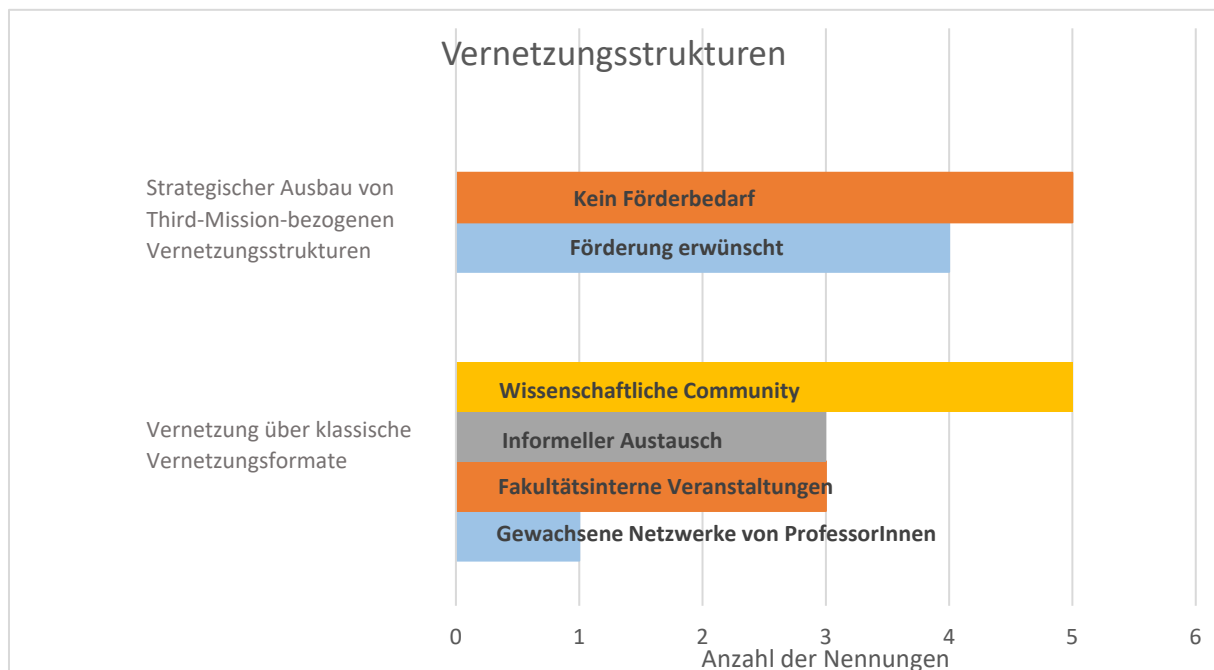 Vernetzungsstrukturen
Strategischer Ausbau von
Third-Mission-bezogenen
Vernetzungsstrukturen
Kein Förderbedarf
Förderung erwünscht
Vernetzung über klassische
Vernetzungsformate
Wissenschaftliche Community
Informeller Austausch
Fakultätsinterne Veranstaltungen
Gewachsene Netzwerke von ProfessorInnen
0 1 2 3 4 5 6
Anzahl der Nennungen